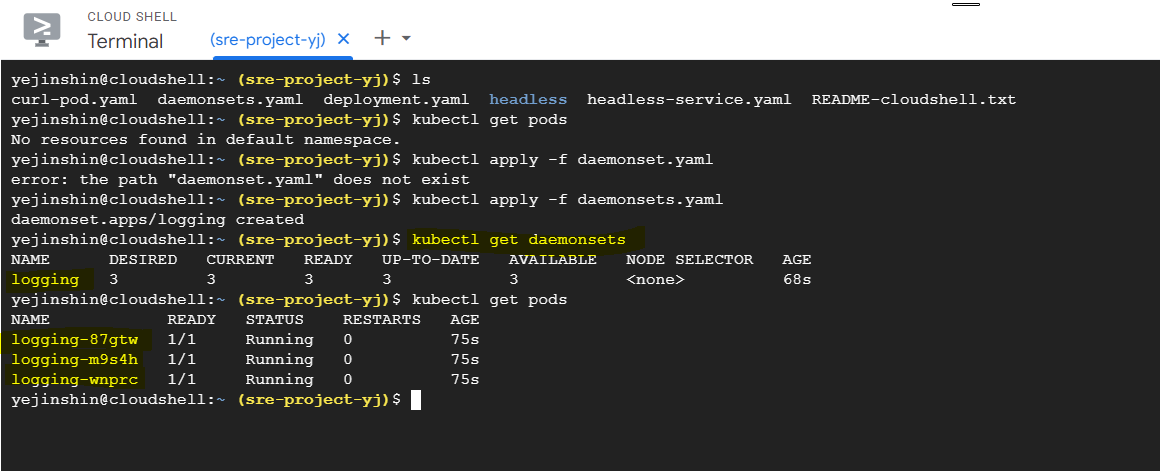 CLOUD SHELL
Terminal
(sre-project-yj)
yejinshin@cloudshell:~ (sre-project-yj)$ ls
curl-pod.yaml daemonsets.yaml deployment.yaml headless headless-service.yaml README-cloudshell.txt
yejinshin@cloudshell:~ (sre-project-yj)$ kubectl get pods
No resources found in default namespace.
yejinshin@cloudshell:~ (sre-project-yj)$ kubectl apply -f daemonset.yaml
error: the path "daemonset.yaml" does not exist
yejinshin@cloudshell:~ (sre-project-yj)$ kubectl apply -f daemonsets.yaml
daemonset.apps/logging created
yejinshin@cloudshell:~ (sre-project-yj)$ kubectl get daemonsets
NAME DESIRED CURRENT READY UP-TO-DATE AVAILABLE NODE SELECTOR AGE
logging 3 3 3 3 3 <none> 68s
yejinshin@cloudshell:~ (sre-project-yj)$ kubectl get pods
NAME READY STATUS RESTARTS AGE
logging-87gtw 1/1 Running 0 75s
logging-m9s4h 1/1 Running 0 75s
logging-wnprc 1/1 Running 0 75s
yejinshin@cloudshell:~ (sre-project-yj)$